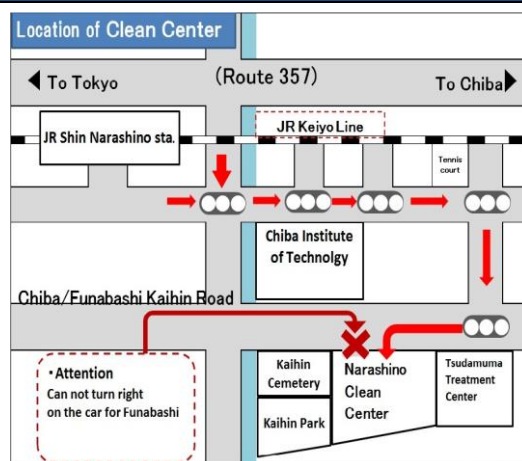 Location of Clean Center
To Tokyo
(Route 357)
To Chiba
JR Shin Narashino sta.
JR Keiyo Line
Tennis
court
Chiba Institute
of Technolgy
Chiba/Funabashi Kaihin Road
・Attention
Can not turn right
on the car for Funabashi
Kaihin
Cemetery
Kaihin Park
Narashino
Clean
Center
Tsudamuma
Treatment
Center